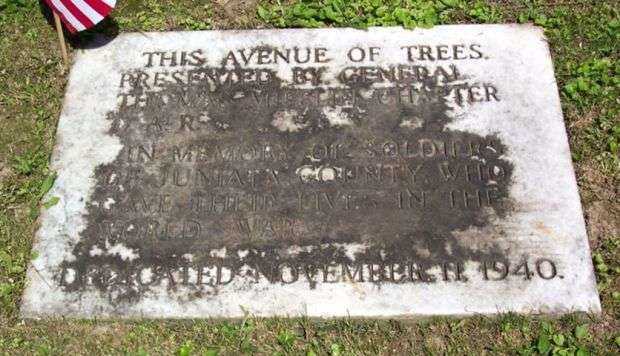 THIS AVENUE OF TREES.
PRESENTED BY GENERAL
THOMAS MIFFLIN CHAPTER
D.A.R.
IN MEMORY OF SOLDIERS
OF JUNIATA COUNTY WHO
GAVE THEIR LIVES IN THE
WORLD WAR
DEDICATED NOVEMBER 11, 1940.